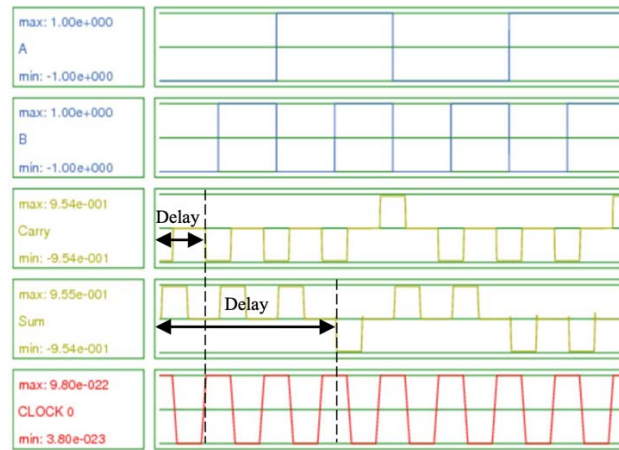 max: 1.00e+000
A
min: -1.00e+000
max: 1.00e+000
B
min: -1.00e+000
max: 9.54e-001
Carry
min: -9.54e-001
Delay
max: 9.55e-001
Sum
min: -9.54e-001
Delay
max: 9.80e-022
CLOCK 0
min: 3.80e-023